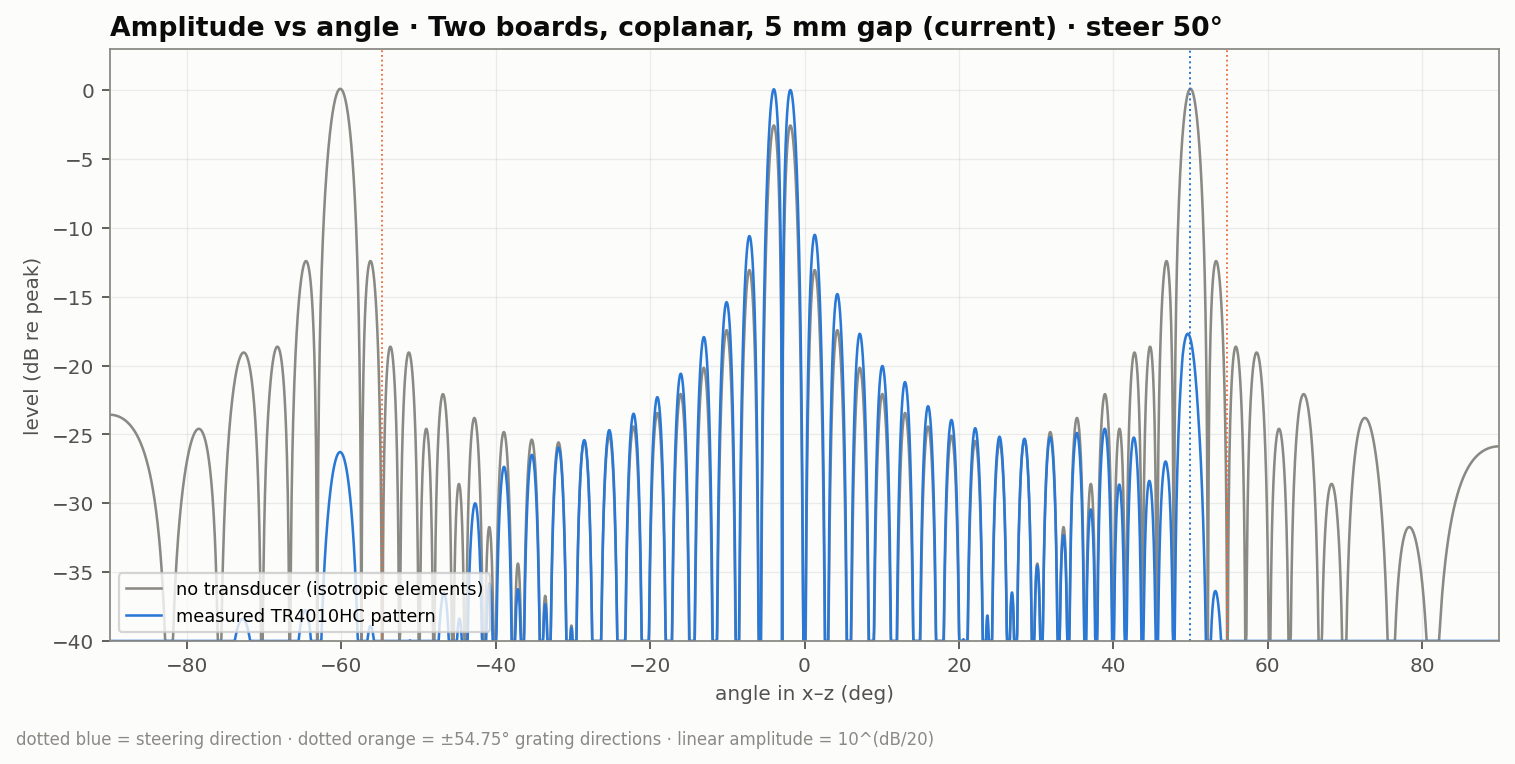 Amplitude vs angle · Two boards, coplanar, 5 mm gap (current) · steer 50°
0
−5
−10
−15
−20
−25
−30
−35
−40
level (dB re peak)
no transducer (isotropic elements)
measured TR4010HC pattern
−80 −60 −40 −20 0 20 40 60 80
angle in x–z (deg)
dotted blue = steering direction · dotted orange = ±54.75° grating directions · linear amplitude = 10^(dB/20)